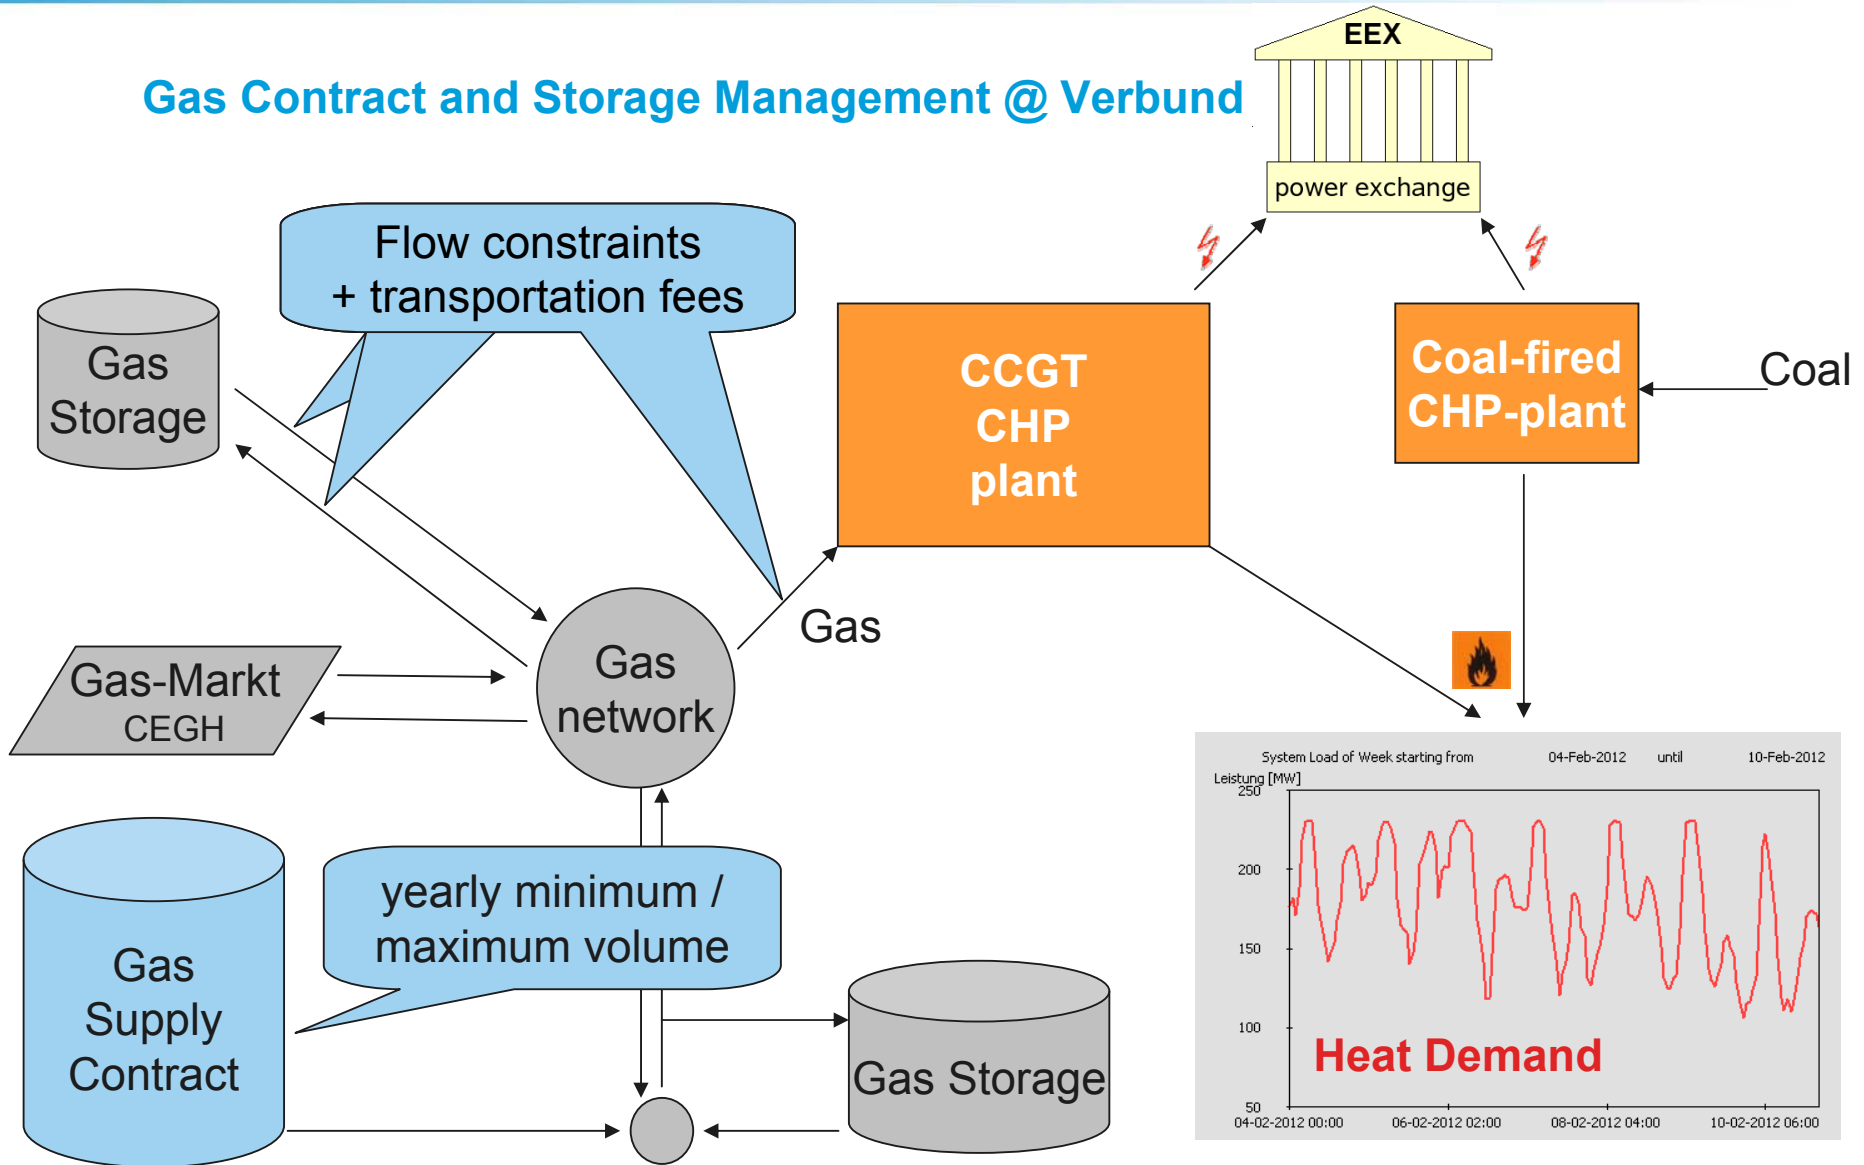 EEX
Gas Contract and Storage Management @ Verbund
power exchange
Flow constraints
+ transportation fees
Gas
Storage
CCGT
CHP
plant
Coal-fired
CHP-plant
Coal
Gas
Gas-Markt
CEGH
Gas
network
Gas
Supply
Contract
yearly minimum /
maximum volume
Gas Storage
System Load of Week starting from 04-Feb-2012 until 10-Feb-2012
Leistung [MW]
250
200
150
100
50
Heat Demand
04-02-2012 00:00 06-02-2012 02:00 08-02-2012 04:00 10-02-2012 06:00